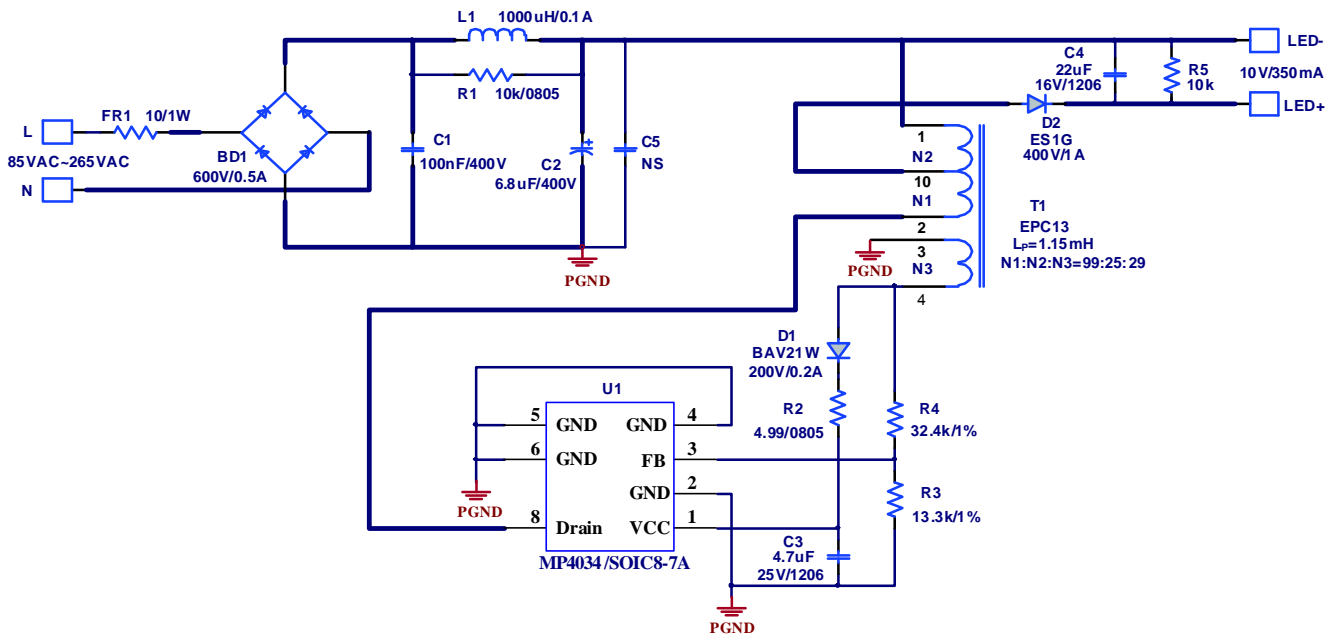 L1 1000uH/0.1A
R1 10k/0805
FR1 10/1W
L
85VAC~265VAC
N
BD1
600V/0.5A
C1
100nF/400V
C2
6.8uF/400V
C5
NS
PGND
C4
22uF
16V/1206
R5
10k
LED-
10V/350mA
LED+
D2
ES1G
400V/1A
1
N2
10
N1
2
3
N3
4
PGND
T1
EPC13
LP=1.15mH
N1:N2:N3=99:25:29
D1
BAV21W
200V/0.2A
R2
4.99/0805
R4
32.4k/1%
R3
13.3k/1%
U1
5 GND GND 4
6 GND FB 3
GND 2
8 Drain VCC 1
MP4034/SOIC8-7A
PGND
C3
4.7uF
25V/1206
PGND